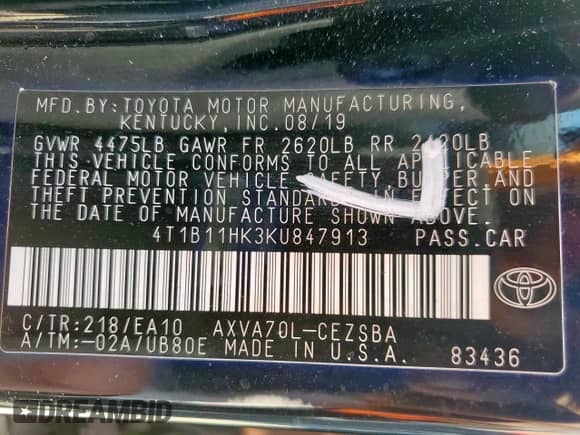 MFD.BY:TOYOTA MOTOR MANUFACTURING,
KENTUCKY, INC.08/19
GVWR 4475LB GAWR FR 2620LB RR 2420LB
THIS VEHICLE CONFORMS TO ALL APPLICABLE
FEDERAL MOTOR VEHICLE SAFETY BUMPER AND
THEFT PREVENTION STANDARDS IN EFFECT ON
THE DATE OF MANUFACTURE SHOWN ABOVE.
4T1B11HK3KU847913 PASS.CAR
C/TR:218/EA10 AXVA70L-CEZSBA
A/TM:-02A/UB80E MADE IN U.S.A. 83436
DREAMBID